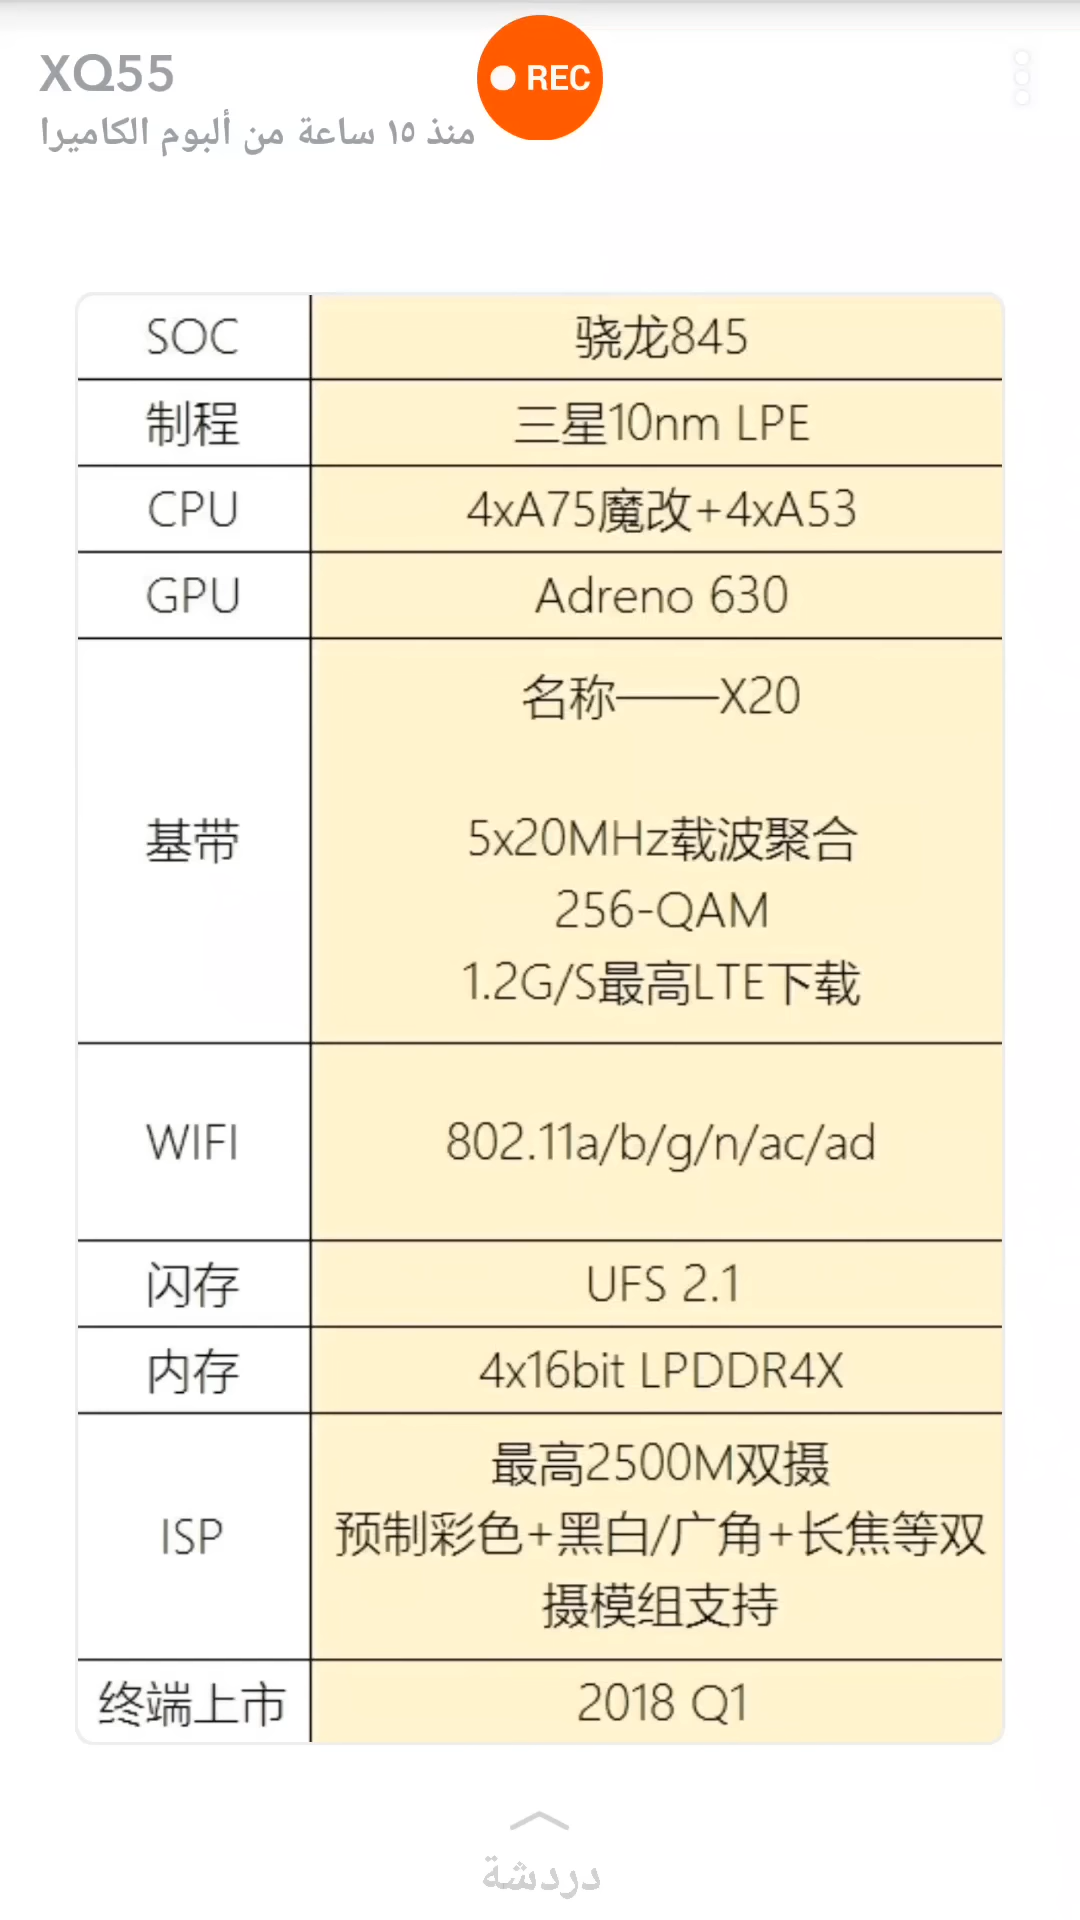 XQ55
REC
منذ ١٥ ساعة من ألبوم الكاميرا
SOC 骁龙845
制程 三星10nm LPE
CPU 4xA75魔改+4xA53
GPU Adreno 630
基带
名称——X20
5x20MHz载波聚合
256-QAM
1.2G/S最高LTE下载
WIFI 802.11a/b/g/n/ac/ad
闪存 UFS 2.1
内存 4x16bit LPDDR4X
ISP
最高2500M双摄
预制彩色+黑白/广角+长焦等双
摄模组支持
终端上市 2018 Q1
دردشة